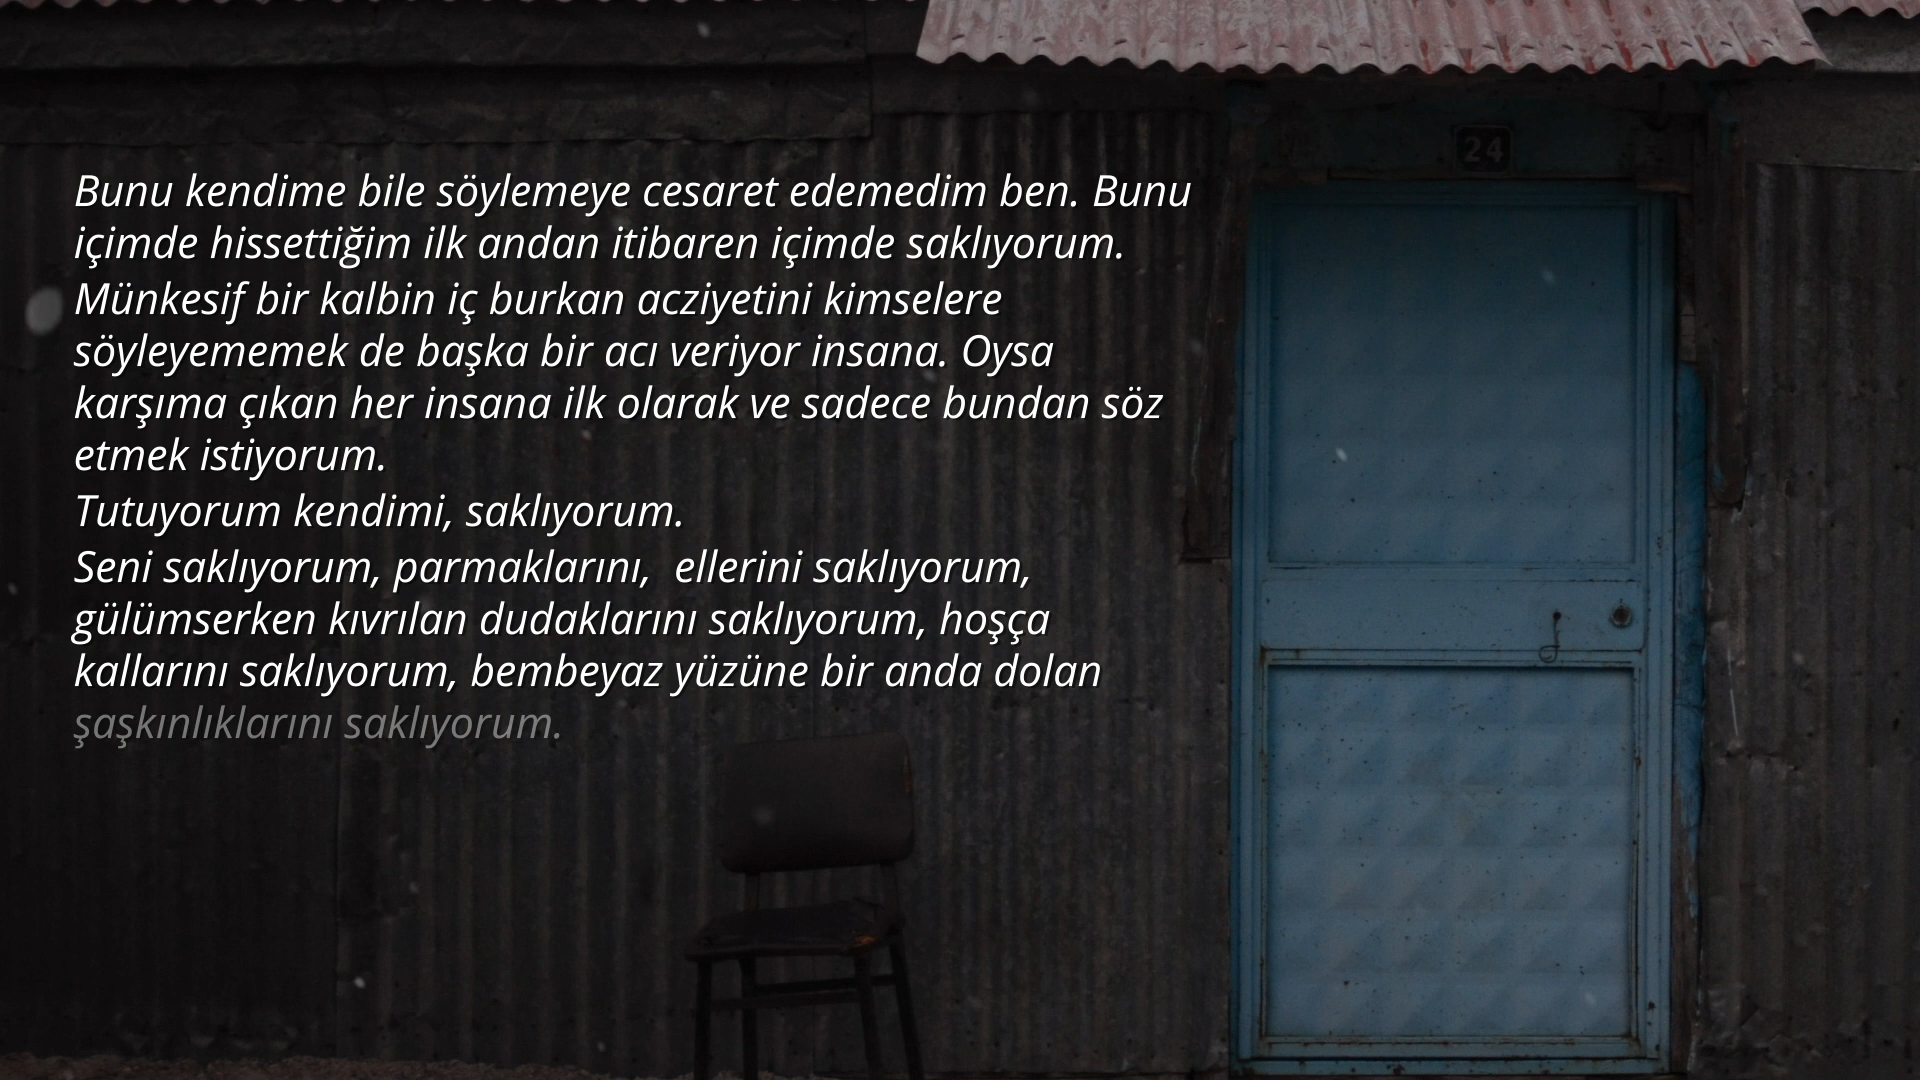 Bunu kendime bile söylemeye cesaret edemedim ben. Bunu
içimde hissettiğim ilk andan itibaren içimde saklıyorum.
Münkesif bir kalbin iç burkan acziyetini kimselere
söyleyememek de başka bir acı veriyor insana. Oysa
karşıma çıkan her insana ilk olarak ve sadece bundan söz
etmek istiyorum.
Tutuyorum kendimi, saklıyorum.
Seni saklıyorum, parmaklarını,  ellerini saklıyorum,
gülümserken kıvrılan dudaklarını saklıyorum, hoşça
kallarını saklıyorum, bembeyaz yüzüne bir anda dolan
şaşkınlıklarını saklıyorum.
24